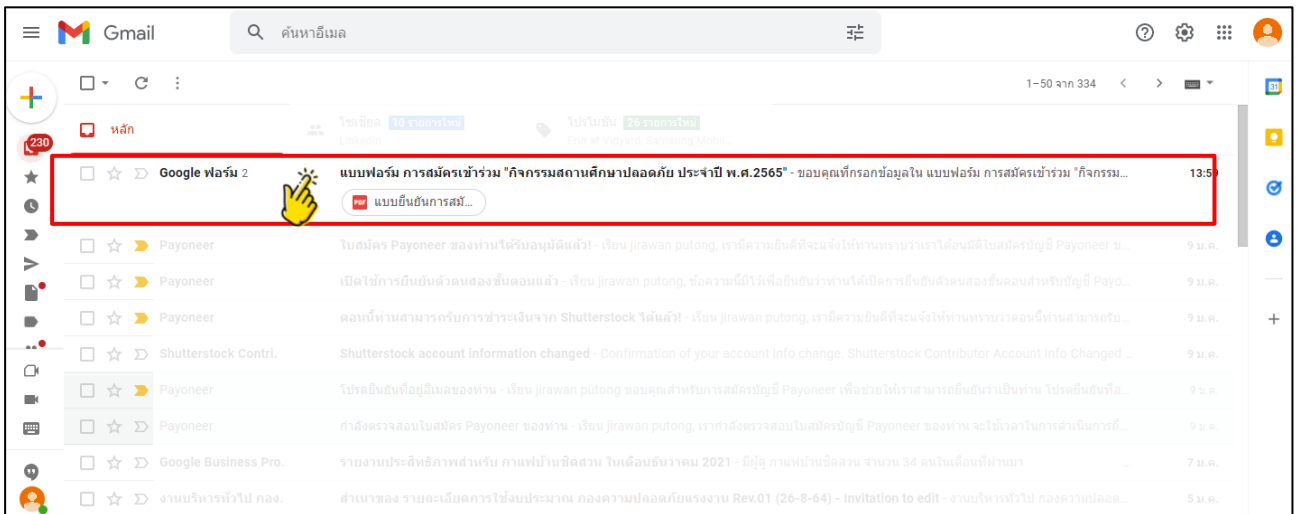 Gmail
ค้นหาอีเมล
1–50 จาก 334
31
230
หลัก
โซเชียล 10 รายการใหม่
LinkedIn
โปรโมชัน 26 รายการใหม่
Google ฟอร์ม 2 แบบฟอร์ม การสมัครเข้าร่วม "กิจกรรมสถานศึกษาปลอดภัย ประจำปี พ.ศ.2565" - ขอบคุณที่กรอกข้อมูลใน แบบฟอร์ม การสมัครเข้าร่วม "กิจกรรม... 13:59
PDF แบบยืนยันการสมั...
Payoneer ใบสมัคร Payoneer ของท่านได้รับอนุมัติแล้ว! - เรียน jirawan putong, เรามีความยินดีที่จะแจ้งให้ท่านทราบว่าเราได้อนุมัติใบสมัครบัญชี Payoneer ข... 9 ม.ค.
Payoneer เปิดใช้การยืนยันตัวตนสองขั้นตอนแล้ว - เรียน jirawan putong, ข้อความนี้มีไว้เพื่อยืนยันว่าท่านได้เปิดการยืนยันตัวตนสองขั้นตอนสำหรับบัญชี Payo... 9 ม.ค.
Payoneer ตอนนี้ท่านสามารถรับการชำระเงินจาก Shutterstock ได้แล้ว! - เรียน jirawan putong, เรามีความยินดีที่จะแจ้งให้ท่านทราบว่าตอนนี้ท่านสามารถรับ... 9 ม.ค.
Shutterstock Contri. Shutterstock account information changed - Confirmation of your account info change. Shutterstock Contributor Account Info Changed ... 9 ม.ค.
Payoneer โปรดยืนยันที่อยู่อีเมลของท่าน - เรียน jirawan putong ขอบคุณสำหรับการสมัครบัญชี Payoneer เพื่อช่วยให้เราสามารถยืนยันว่าเป็นท่าน โปรดยืนยันที่อ... 9 ม.ค.
Payoneer กำลังตรวจสอบใบสมัคร Payoneer ของท่าน - เรียน jirawan putong, เรากำลังตรวจสอบใบสมัครบัญชี Payoneer ของท่าน จะใช้เวลาในการดำเนินการถึ... 9 ม.ค.
Google Business Pro. รายงานประสิทธิภาพสำหรับ กาแฟบ้านชิดสวน ในเดือนธันวาคม 2021 - มีผู้ดู กาแฟบ้านชิดสวน จำนวน 34 คนในเดือนที่ผ่านมา ... 7 ม.ค.
งานบริหารทั่วไป กอง. สำเนาของ รายละเอียดการใช้งบประมาณ กองความปลอดภัยแรงงาน Rev.01 (26-8-64) - Invitation to edit - งานบริหารทั่วไป กองความปลอด... 5 ม.ค.